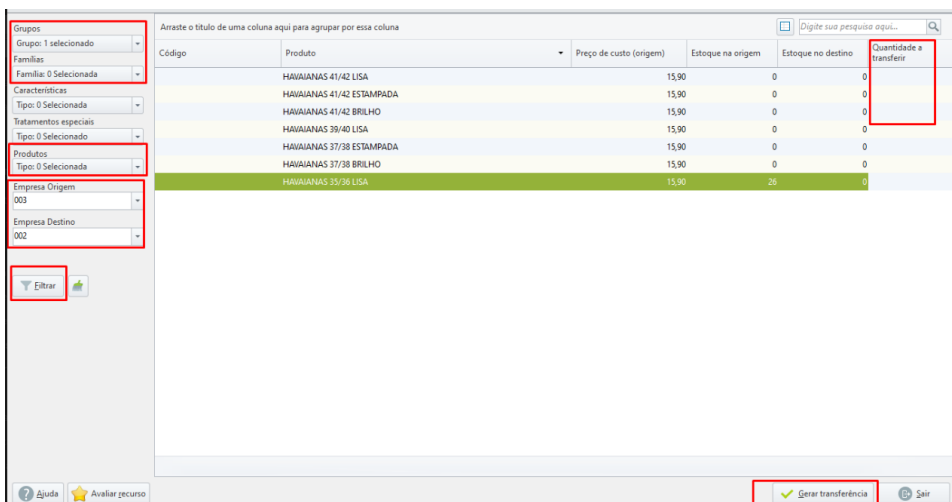 Grupos
Grupo: 1 selecionado
Famílias
Família: 0 Selecionada
Características
Tipo: 0 Selecionada
Tratamentos especiais
Tipo: 0 Selecionado
Produtos
Tipo: 0 Selecionada
Empresa Origem
003
Empresa Destino
002
Filtrar
Arraste o título de uma coluna aqui para agrupar por essa coluna
Digite sua pesquisa aqui...
Código Produto Preço de custo (origem) Estoque na origem Estoque no destino Quantidade a transferir
HAVAIANAS 41/42 LISA 15,90 0 0
HAVAIANAS 41/42 ESTAMPADA 15,90 0 0
HAVAIANAS 41/42 BRILHO 15,90 0 0
HAVAIANAS 39/40 LISA 15,90 0 0
HAVAIANAS 37/38 ESTAMPADA 15,90 0 0
HAVAIANAS 37/38 BRILHO 15,90 0 0
HAVAIANAS 35/36 LISA 15,90 26 0
Ajuda Avaliar recurso Gerar transferência Sair